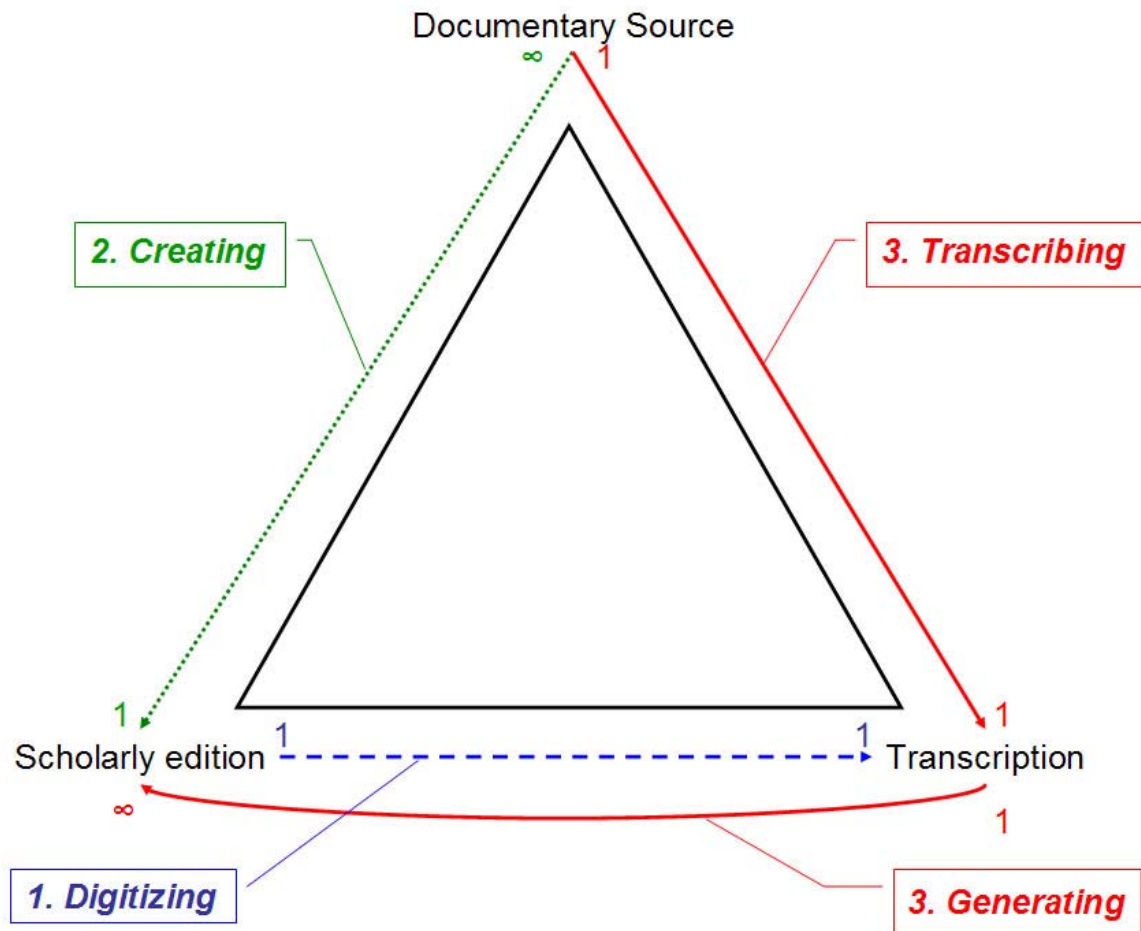 Documentary Source
∞ 1
2. Creating
3. Transcribing
1 1 1 1
Scholarly edition Transcription
∞ 1
1. Digitizing
3. Generating